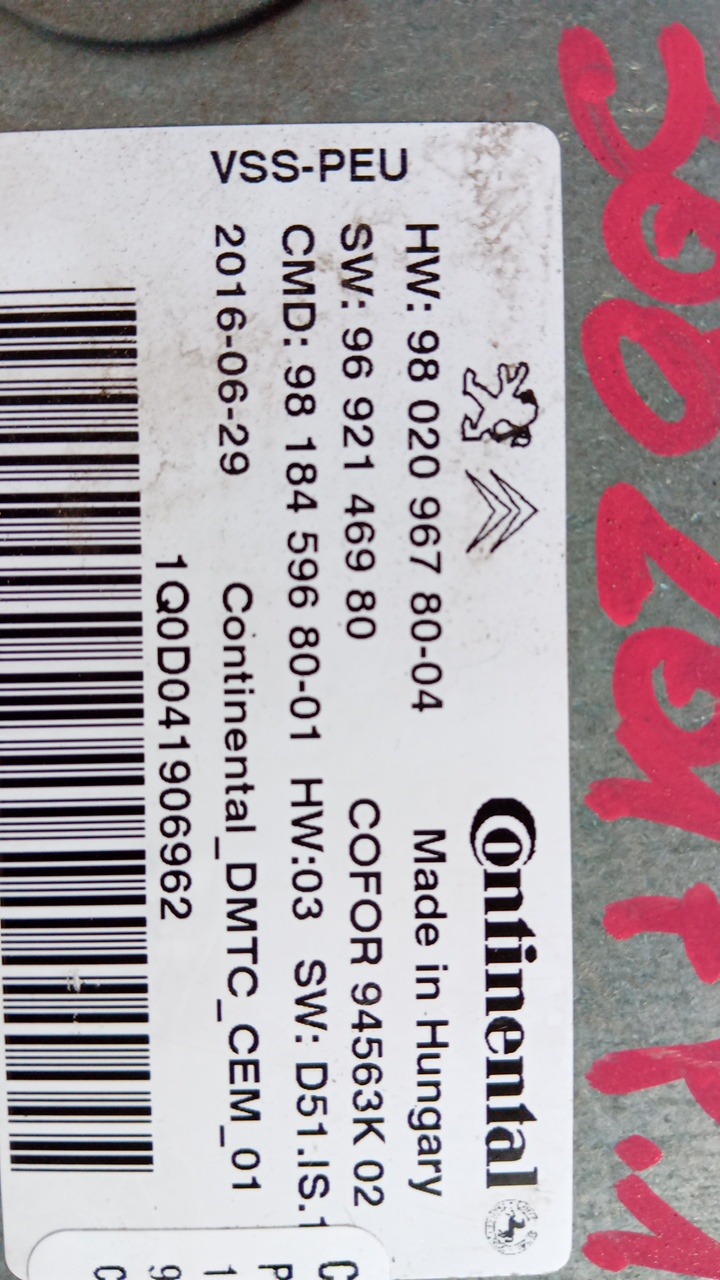 Continental
HW: 98 020 967 80-04 Made in Hungary
SW: 96 921 469 80 COFOR 94563K 02
CMD: 98 184 596 80-01 HW:03 SW: D51.IS.1
VSS-PEU
2016-06-29 Continental_DMTC_CEM_01
1Q0D041906962